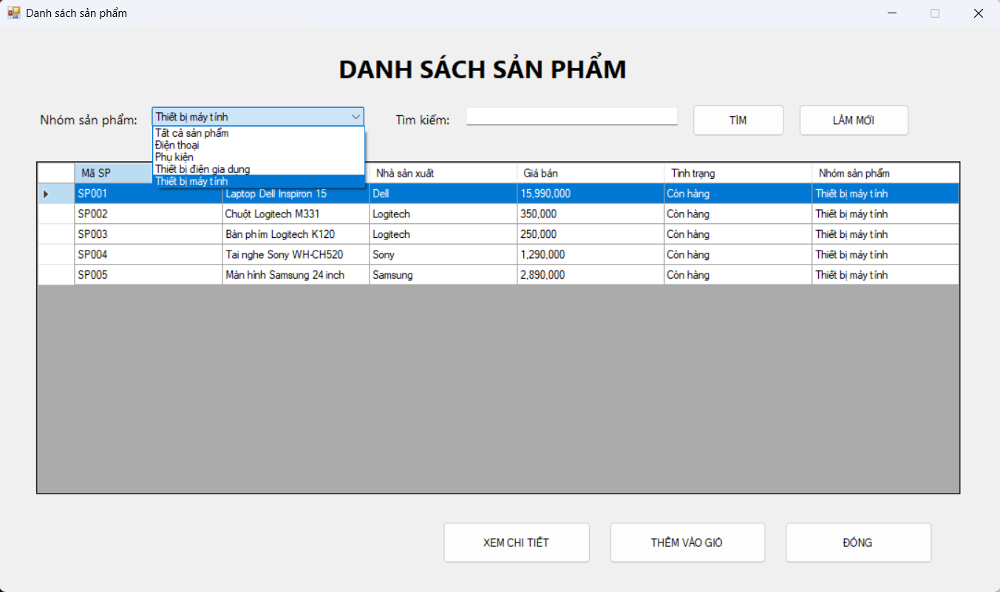 Danh sách sản phẩm
DANH SÁCH SẢN PHẨM
Nhóm sản phẩm: Thiết bị máy tính Tìm kiếm: TÌM LÀM MỚI
Tất cả sản phẩm
Điện thoại
Phụ kiện
Thiết bị điện gia dụng
Thiết bị máy tính
Mã SP Nhà sản xuất Giá bán Tình trạng Nhóm sản phẩm
SP001 Laptop Dell Inspiron 15 Dell 15,990,000 Còn hàng Thiết bị máy tính
SP002 Chuột Logitech M331 Logitech 350,000 Còn hàng Thiết bị máy tính
SP003 Bàn phím Logitech K120 Logitech 250,000 Còn hàng Thiết bị máy tính
SP004 Tai nghe Sony WH-CH520 Sony 1,290,000 Còn hàng Thiết bị máy tính
SP005 Màn hình Samsung 24 inch Samsung 2,890,000 Còn hàng Thiết bị máy tính
XEM CHI TIẾT THÊM VÀO GIỎ ĐÓNG